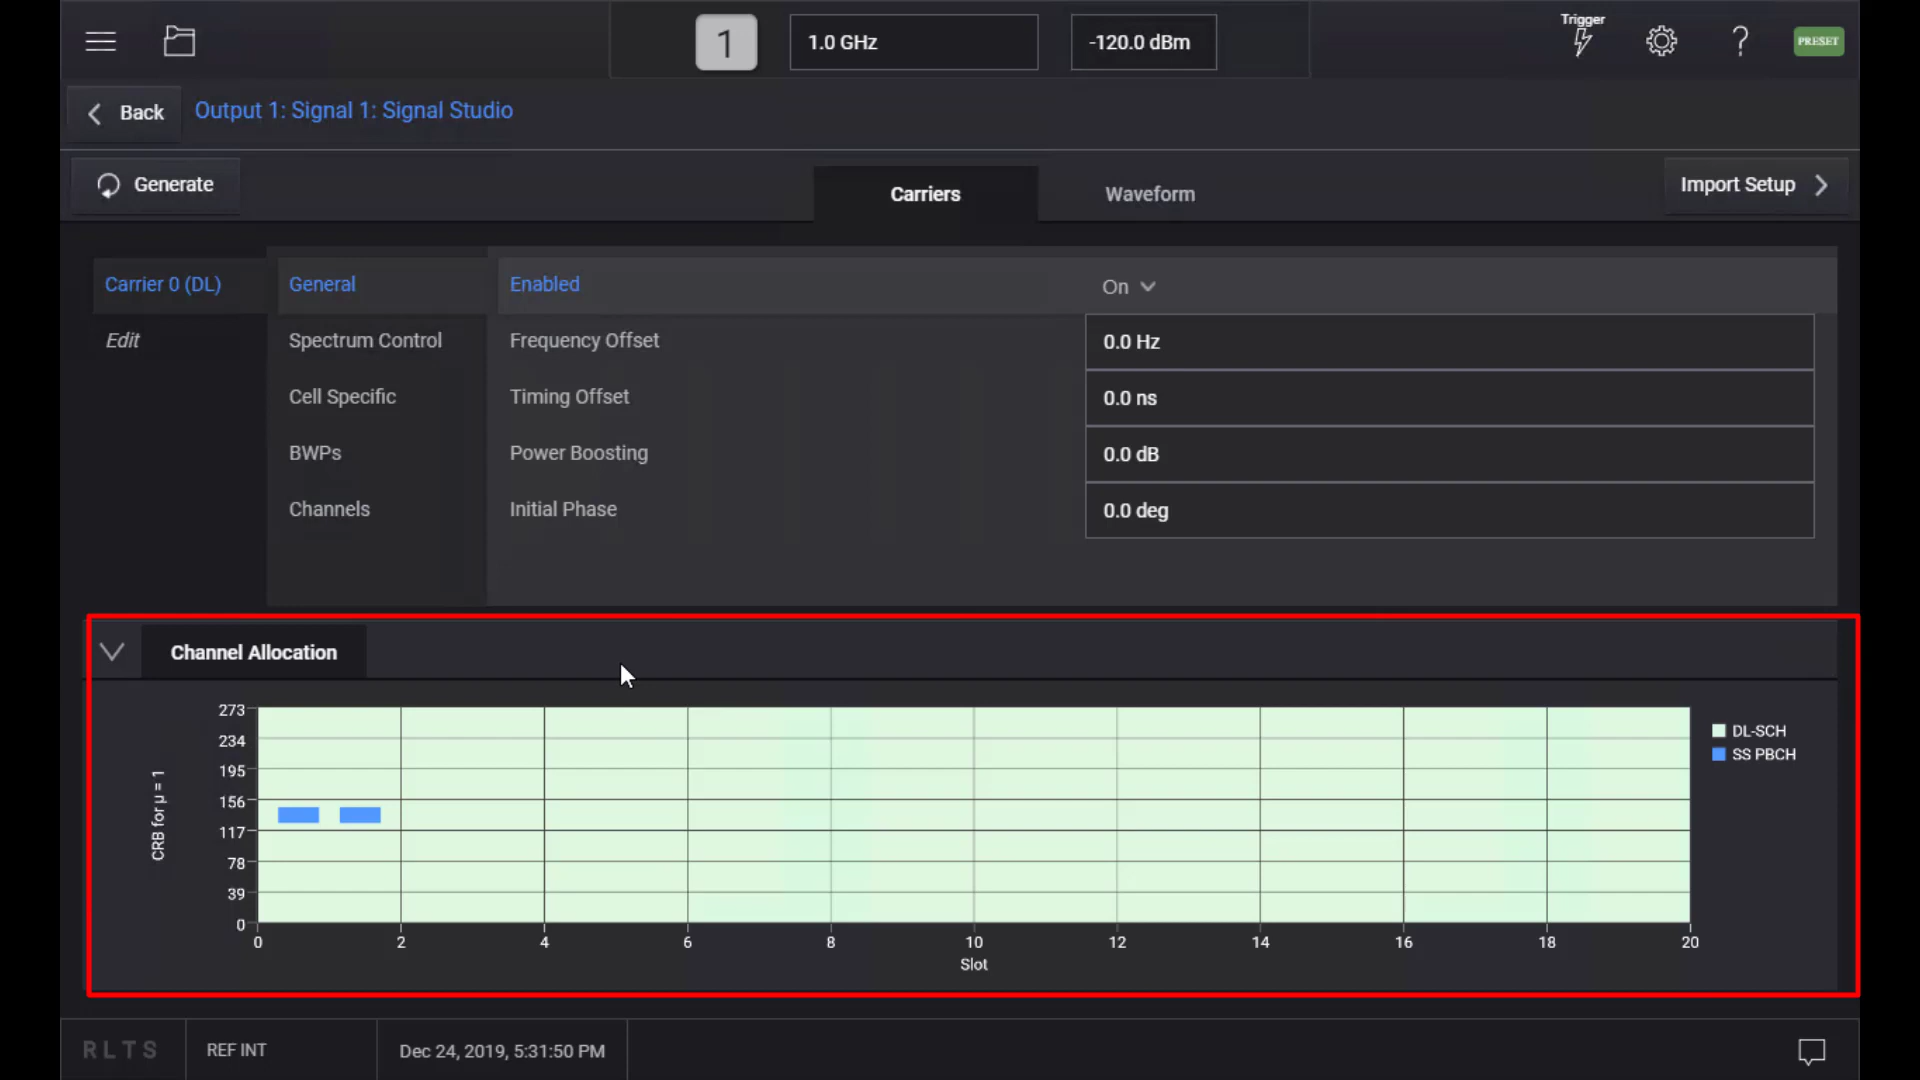 Trigger
1
1.0 GHz
-120.0 dBm
PRESET
Back
Output 1: Signal 1: Signal Studio
Generate
Carriers
Waveform
Import Setup
Carrier 0 (DL)
General
Enabled
On
Edit
Spectrum Control
Frequency Offset
0.0 Hz
Cell Specific
Timing Offset
0.0 ns
BWPs
Power Boosting
0.0 dB
Channels
Initial Phase
0.0 deg
Channel Allocation
273
234
195
156
117
78
39
0
CRB for μ = 1
0 2 4 6 8 10 12 14 16 18 20
Slot
DL-SCH
SS PBCH
RLTS
REF INT
Dec 24, 2019, 5:31:50 PM